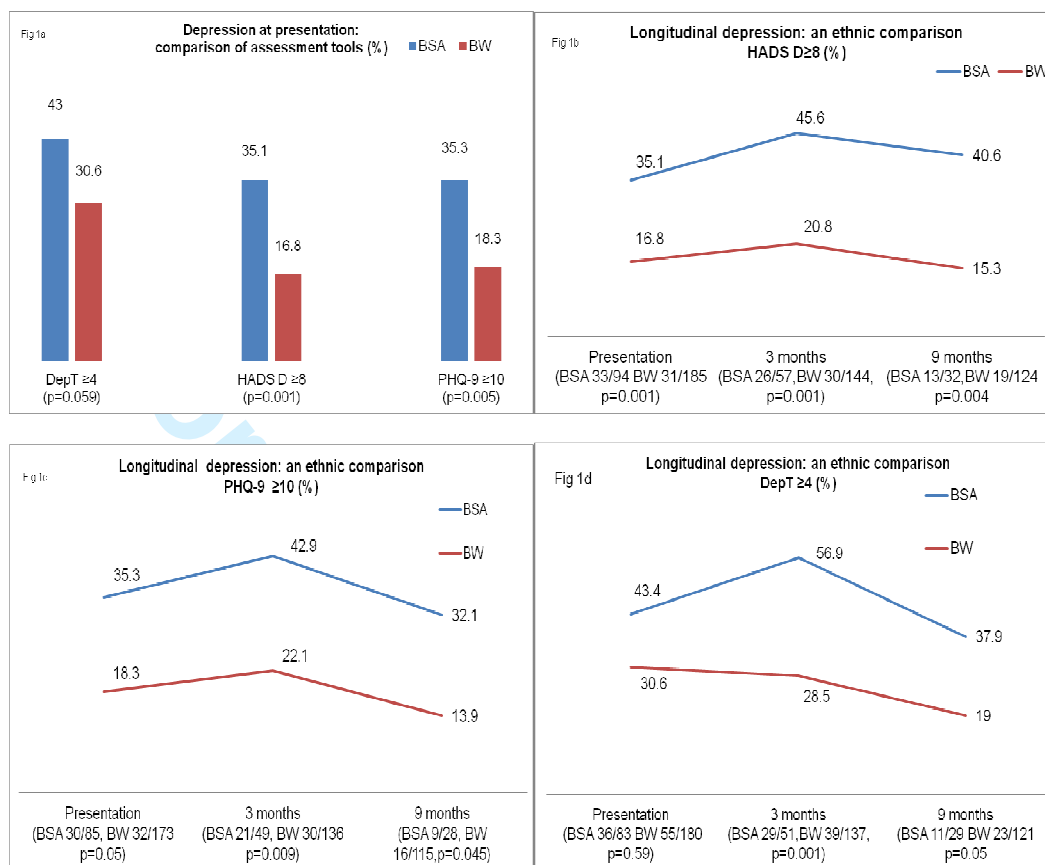 Fig 1a
Depression at presentation:
comparison of assessment tools (%)
BSA BW
43
30.6
35.1
16.8
35.3
18.3
DepT ≥4
(p=0.059)
HADS D ≥8
(p=0.001)
PHQ-9 ≥10
(p=0.005)
Fig 1b
Longitudinal depression: an ethnic comparison
HADS D≥8 (%)
BSA BW
35.1
45.6
40.6
16.8
20.8
15.3
Presentation
(BSA 33/94 BW 31/185
p=0.001)
3 months
(BSA 26/57,BW 30/144,
p=0.001)
9 months
(BSA 13/32,BW 19/124
p=0.004
Fig 1c
Longitudinal depression: an ethnic comparison
PHQ-9 ≥10 (%)
BSA
BW
35.3
42.9
32.1
18.3
22.1
13.9
Presentation
(BSA 30/85, BW 32/173
p=0.05)
3 months
(BSA 21/49, BW 30/136
p=0.009)
9 months
(BSA 9/28, BW
16/115,p=0.045)
Fig 1d
Longitudinal depression: an ethnic comparison
DepT ≥4 (%)
BSA
BW
43.4
56.9
37.9
30.6
28.5
19
Presentation
(BSA 36/83 BW 55/180
p=0.59)
3 months
(BSA 29/51,BW 39/137,
p=0.001)
9 months
(BSA 11/29 BW 23/121
p=0.05